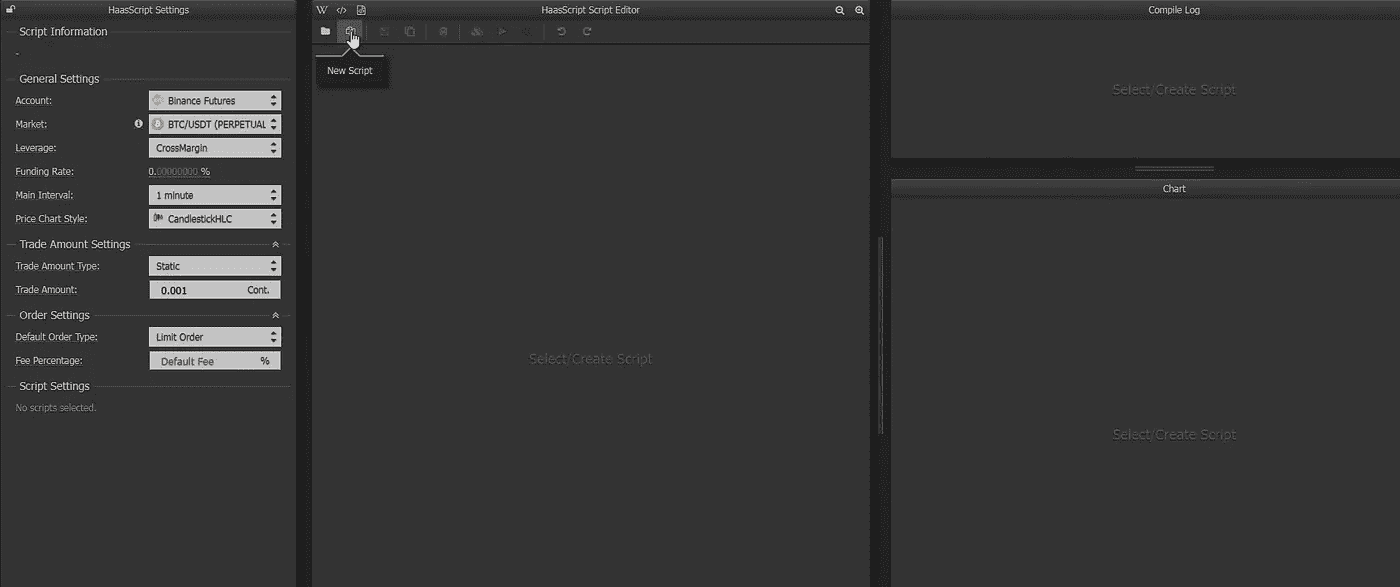 HaasScript Settings
Script Information
-
General Settings
Account: Binance Futures
Market: BTC/USDT (PERPETUAL
Leverage: CrossMargin
Funding Rate: 0.00000000 %
Main Interval: 1 minute
Price Chart Style: CandlestickHLC
Trade Amount Settings
Trade Amount Type: Static
Trade Amount: 0.001 Cont.
Order Settings
Default Order Type: Limit Order
Fee Percentage: Default Fee %
Script Settings
No scripts selected.
W </> HaasScript Script Editor
New Script
Select/Create Script
Compile Log
Select/Create Script
Chart
Select/Create Script